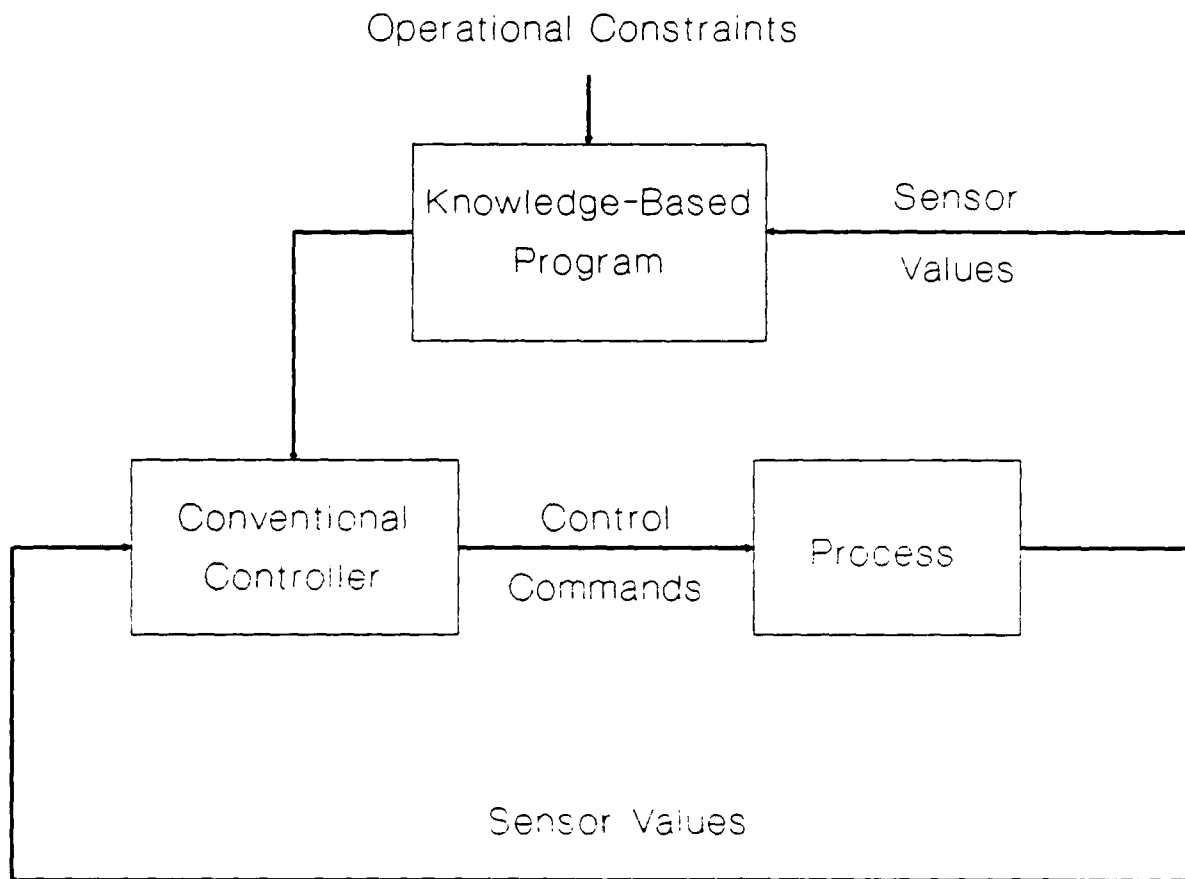 Operational Constraints
Knowledge-Based
Program
Sensor
Values
Conventional
Controller
Control
Commands
Process
Sensor Values